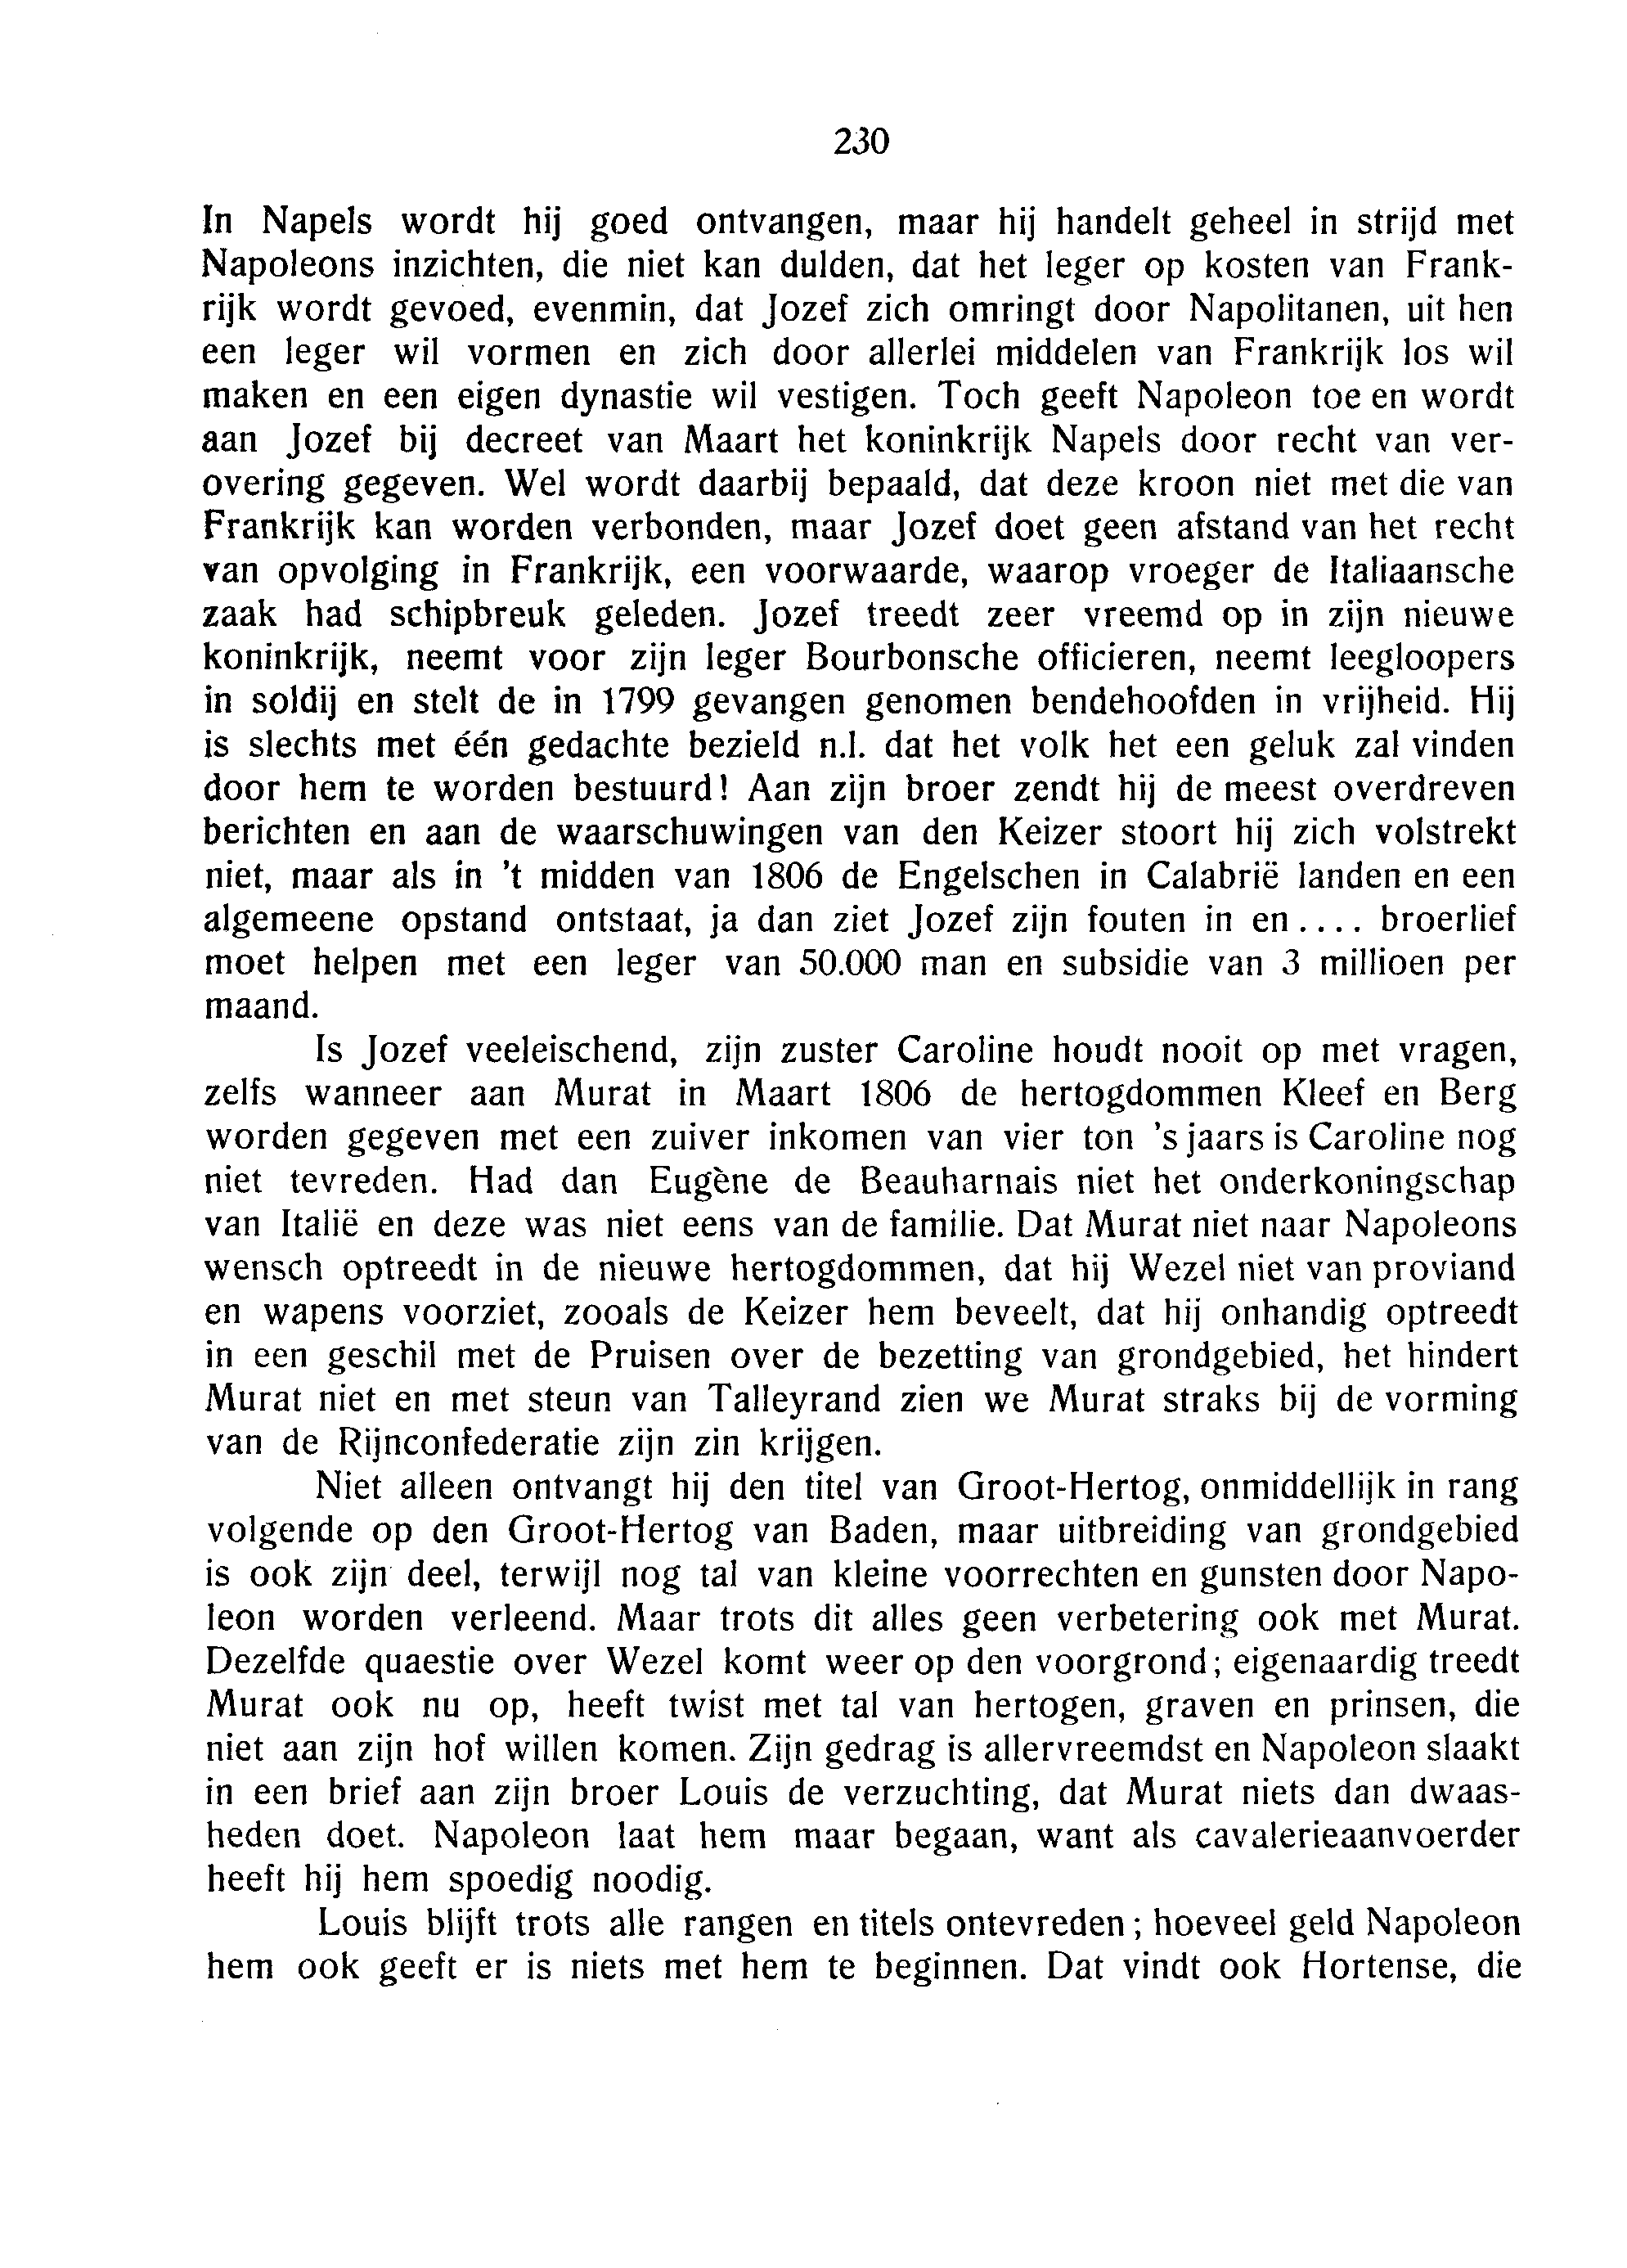 230
In Napels wordt hij goed ontvangen, maar hij handelt geheel in strijd met
Napoleons inzichten, die niet kan dulden, dat het leger op kosten van Frank-
rijk wordt gevoed, evenmin, dat Jozef zich omringt door Napolitanen, uit hen
een leger wil vormen en zich door allerlei middelen van Frankrijk los wil
maken en een eigen dynastie wil vestigen. Toch geeft Napoleon toe en wordt
aan Jozef bij decreet van Maart het koninkrijk Napels door recht van ver-
overing gegeven. Wel wordt daarbij bepaald, dat deze kroon niet met die van
Frankrijk kan worden verbonden, maar Jozef doet geen afstand van het recht
van opvolging in Frankrijk, een voorwaarde, waarop vroeger de Italiaansche
zaak had schipbreuk geleden. Jozef treedt zeer vreemd op in zijn nieuwe
koninkrijk, neemt voor zijn leger Bourbonsche officieren, neemt leegloopers
in soldij en stelt de in 1799 gevangen genomen bendehoofden in vrijheid. Hij
is slechts met één gedachte bezield n.l. dat het volk het een geluk zal vinden
door hem te worden bestuurd! Aan zijn broer zendt hij de meest overdreven
berichten en aan de waarschuwingen van den Keizer stoort hij zich volstrekt
niet, maar als in 't midden van 1806 de Engelschen in Calabrië landen en een
algemeene opstand ontstaat, ja dan ziet Jozef zijn fouten in en .... broerlief
moet helpen met een leger van 50.000 man en subsidie van 3 millioen per
maand.
Is Jozef veeleischend, zijn zuster Caroline houdt nooit op met vragen,
zelfs wanneer aan Murat in Maart 1806 de hertogdommen Kleef en Berg
worden gegeven met een zuiver inkomen van vier ton 's jaars is Caroline nog
niet tevreden. Had dan Eugène de Beauharnais niet het onderkoningschap
van Italië en deze was niet eens van de familie. Dat Murat niet naar Napoleons
wensch optreedt in de nieuwe hertogdommen, dat hij Wezel niet van proviand
en wapens voorziet, zooals de Keizer hem beveelt, dat hij onhandig optreedt
in een geschil met de Pruisen over de bezetting van grondgebied, het hindert
Murat niet en met steun van Talleyrand zien we Murat straks bij de vorming
van de Rijnconfederatie zijn zin krijgen.
Niet alleen ontvangt hij den titel van Groot-Hertog, onmiddellijk in rang
volgende op den Groot-Hertog van Baden, maar uitbreiding van grondgebied
is ook zijn deel, terwijl nog tal van kleine voorrechten en gunsten door Napo-
leon worden verleend. Maar trots dit alles geen verbetering ook met Murat.
Dezelfde quaestie over Wezel komt weer op den voorgrond; eigenaardig treedt
Murat ook nu op, heeft twist met tal van hertogen, graven en prinsen, die
niet aan zijn hof willen komen. Zijn gedrag is allervreemdst en Napoleon slaakt
in een brief aan zijn broer Louis de verzuchting, dat Murat niets dan dwaas-
heden doet. Napoleon laat hem maar begaan, want als cavalerieaanvoerder
heeft hij hem spoedig noodig.
Louis blijft trots alle rangen en titels ontevreden; hoeveel geld Napoleon
hem ook geeft er is niets met hem te beginnen. Dat vindt ook Hortense, die